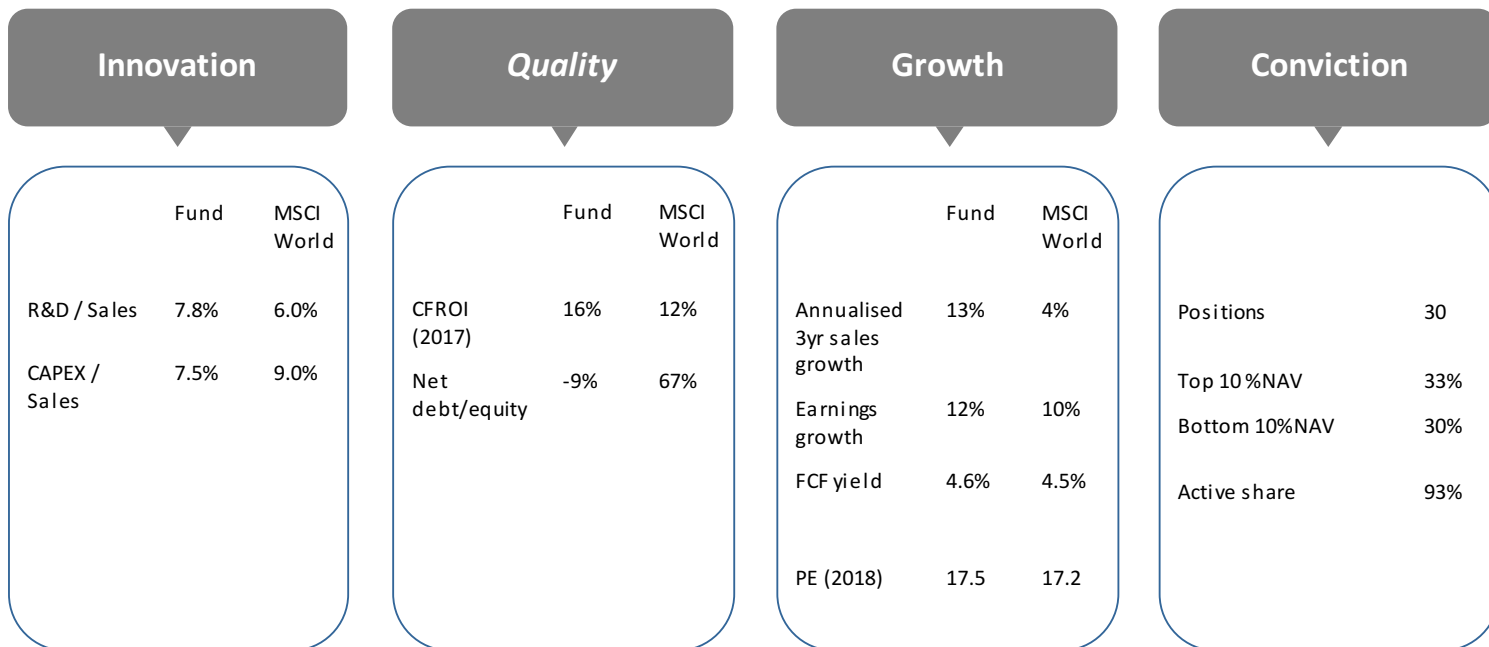 Innovation
Quality
Growth
Conviction
Fund MSCI
World
R&D / Sales 7.8% 6.0%
CAPEX / 7.5% 9.0%
Sales
Fund MSCI
World
CFROI 16% 12%
(2017)
Net -9% 67%
debt/equity
Fund MSCI
World
Annualised 13% 4%
3yr sales
growth
Earnings 12% 10%
growth
FCF yield 4.6% 4.5%
PE (2018) 17.5 17.2
Positions 30
Top 10 %NAV 33%
Bottom 10%NAV 30%
Active share 93%